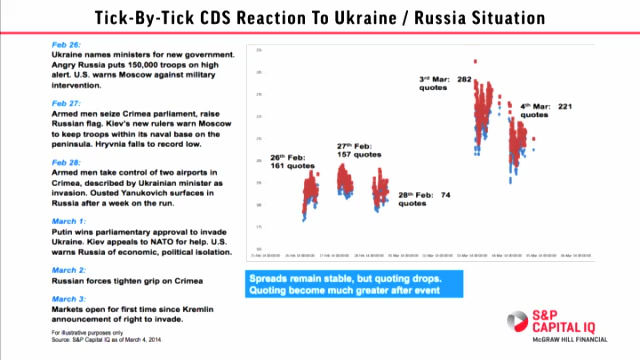 Tick-By-Tick CDS Reaction To Ukraine / Russia Situation
Feb 26:
Ukraine names ministers for new government.
Angry Russia puts 150,000 troops on high
alert. U.S. warns Moscow against military
intervention.
Feb 27:
Armed men seize Crimea parliament, raise
Russian flag. Kiev's new rulers warn Moscow
to keep troops within its naval base on the
peninsula. Hryvnia falls to record low.
Feb 28:
Armed men take control of two airports in
Crimea, described by Ukrainian minister as
invasion. Ousted Yanukovich surfaces in
Russia after a week on the run.
March 1:
Putin wins parliamentary approval to invade
Ukraine. Kiev appeals to NATO for help. U.S.
warns Russia of economic, political isolation.
March 2:
Russian forces tighten grip on Crimea
March 3:
Markets open for first time since Kremlin
announcement of right to invade.
For illustrative purposes only.
Source: S&P Capital IQ as of March 4, 2014
26th Feb:
161 quotes
27th Feb:
157 quotes
28th Feb: 74
quotes
3rd Mar: 282
quotes
4th Mar: 221
quotes
Spreads remain stable, but quoting drops.
Quoting become much greater after event
S&P
CAPITAL IQ
McGRAW HILL FINANCIAL